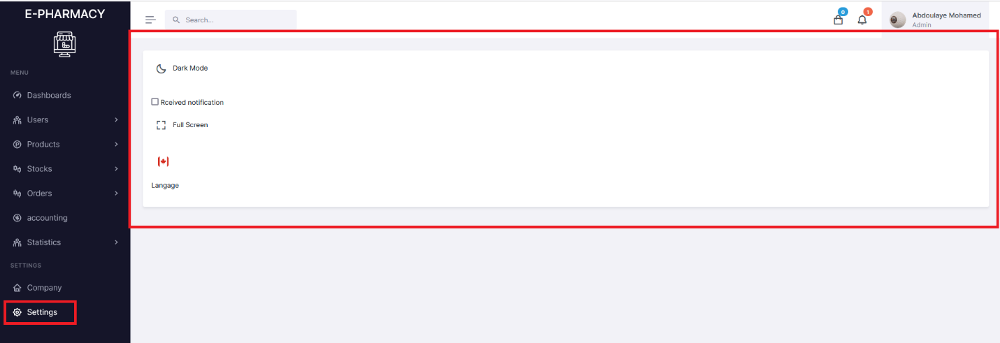 E-PHARMACY
MENU
Dashboards
Users
Products
Stocks
Orders
accounting
Statistics
SETTINGS
Company
Settings
Search...
0
1
Abdoulaye Mohamed
Admin
Dark Mode
Rceived notification
Full Screen
Langage